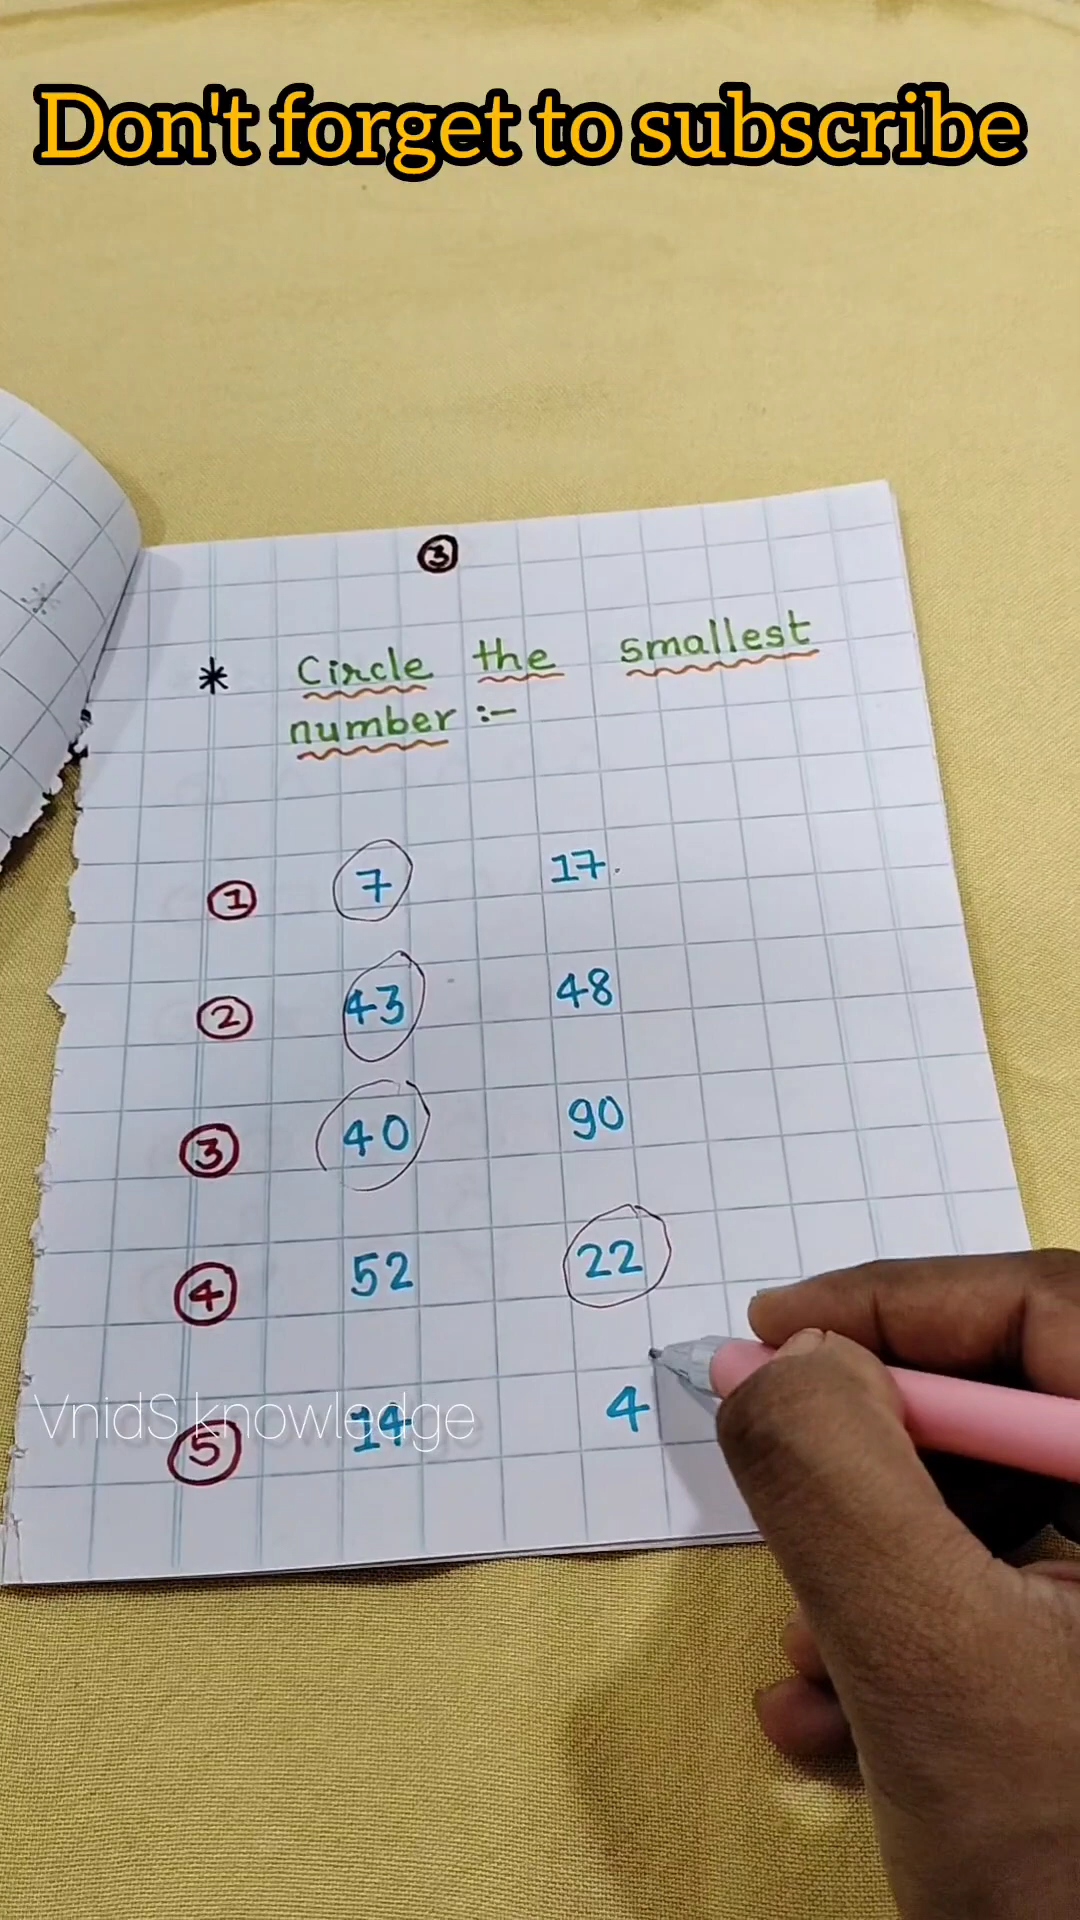 Don't forget to subscribe
3
* Circle the smallest
number :-
1 7 17.
2 43 48
3 40 90
4 52 22
VnidS knowledge
5 14 4